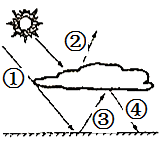 ②
①
③ ④